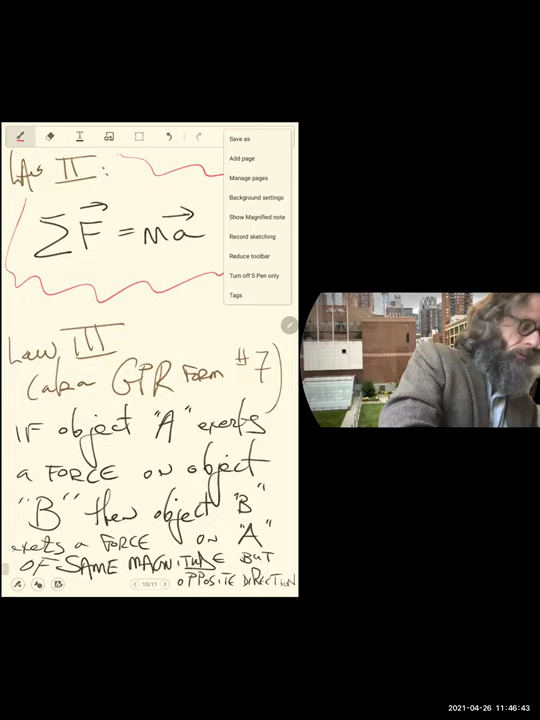 Save as
Add page
Manage pages
Background settings
Show Magnified note
Record sketching
Reduce toolbar
Turn off S Pen only
Tags
Law II:
∑F⃗ = ma⃗
Law III
(aka GPR FORM #7)
IF object "A" exerts
a FORCE ON object
"B" then object "B"
exerts a FORCE ON "A"
OF SAME MAGNITUDE BUT
OPPOSITE DIRECTION
10/11
2021-04-26 11:46:43